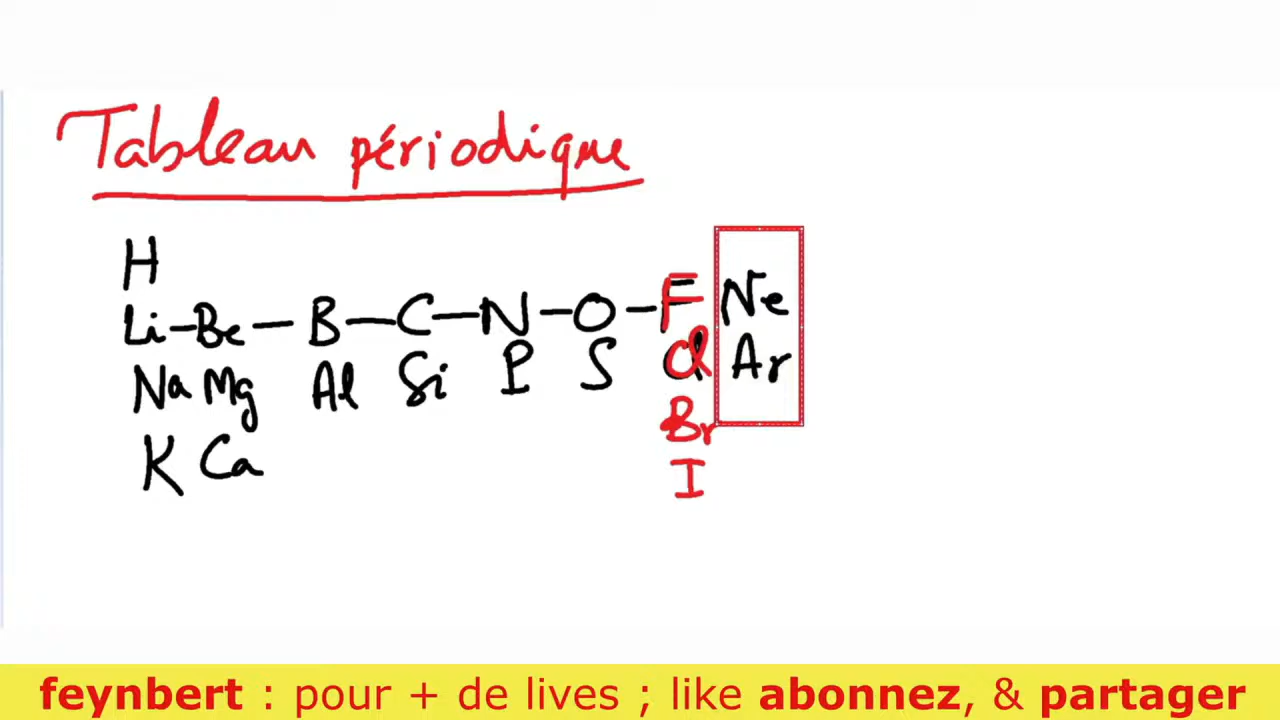 Tableau périodique
H
Li - Be - B - C - N - O - F Ne
Na Mg Al Si P S Cl Ar
K Ca Br
I
feynbert : pour + de lives ; like abonnez, & partager